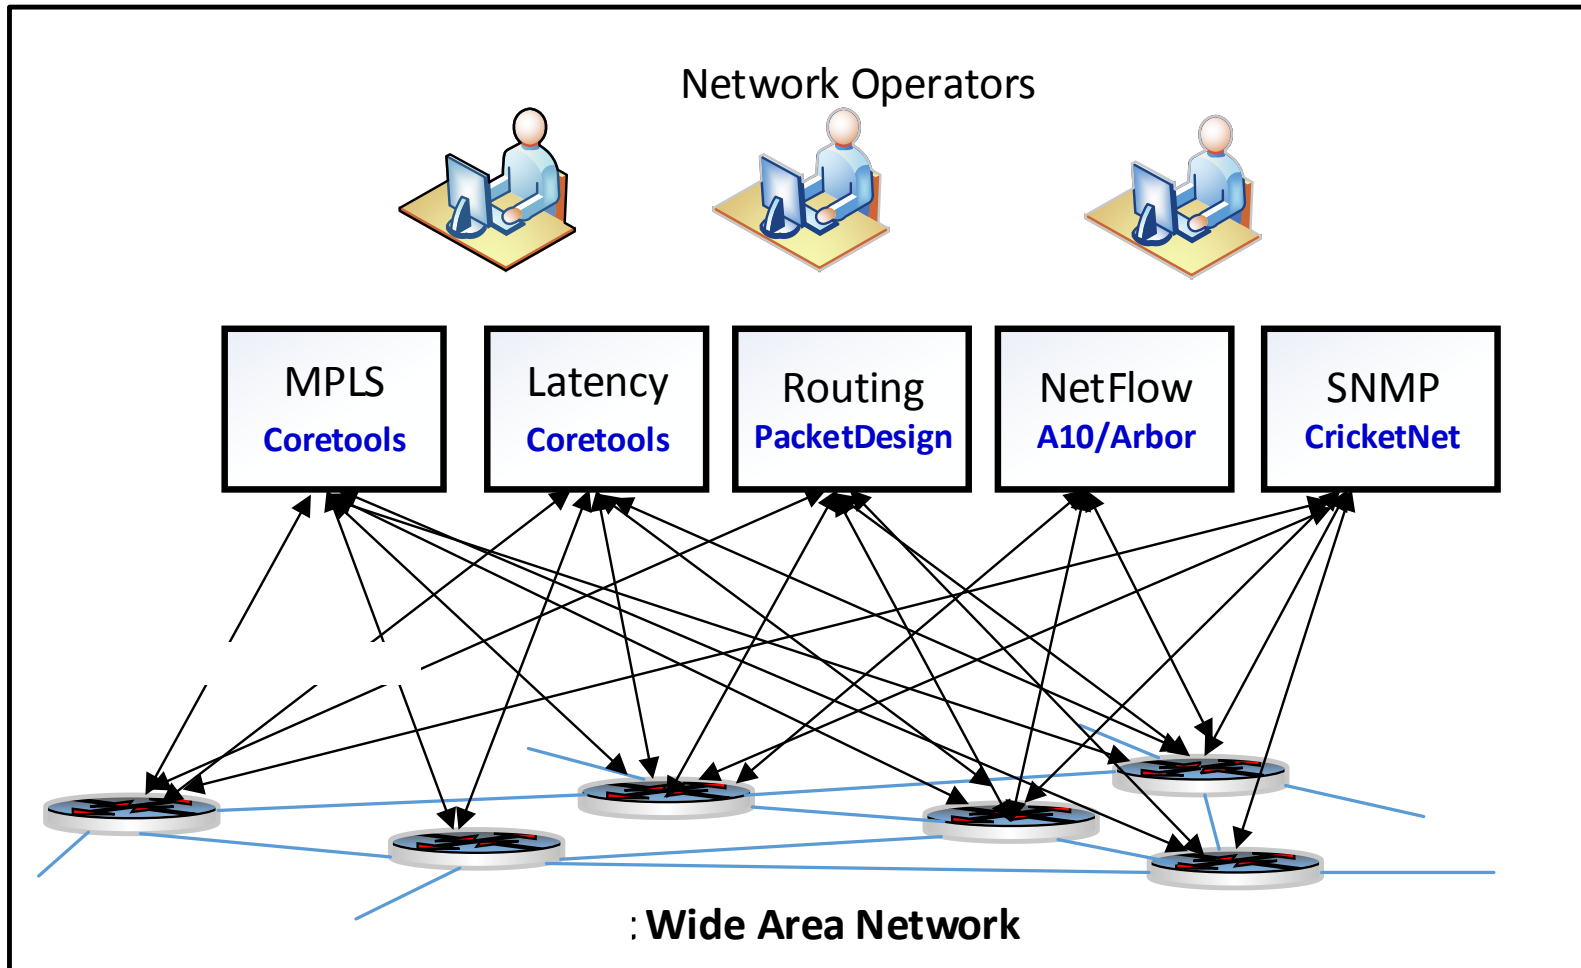 Network Operators
MPLS
Coretools
Latency
Coretools
Routing
PacketDesign
NetFlow
A10/Arbor
SNMP
CricketNet
: Wide Area Network